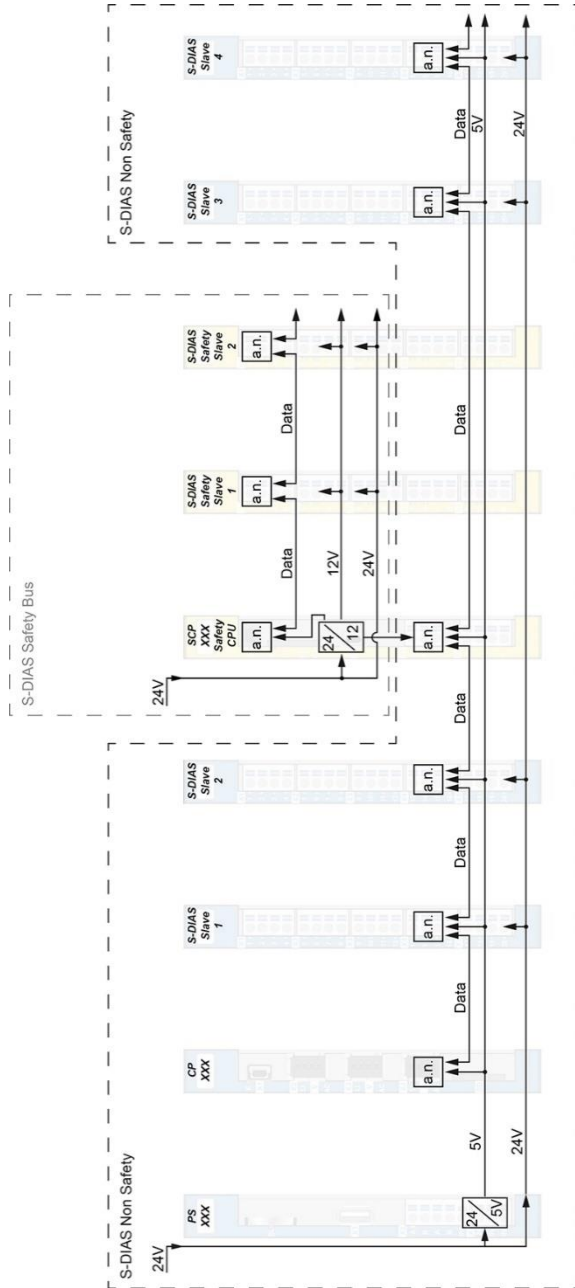 S-DIAS Non Safety
24V
PS
XXX
24
5V
5V
24V
CP
XXX
a.n.
Data
S-DIAS
Slave
1
a.n.
Data
S-DIAS
Slave
2
a.n.
Data
S-DIAS Safety Bus
24V
SCP
XXX
Safety
CPU
a.n.
24
12
a.n.
Data
12V
24V
S-DIAS
Safety
Slave
1
a.n.
Data
S-DIAS
Safety
Slave
2
a.n.
Data
S-DIAS Non Safety
S-DIAS
Slave
3
a.n.
Data
5V
24V
S-DIAS
Slave
4
a.n.